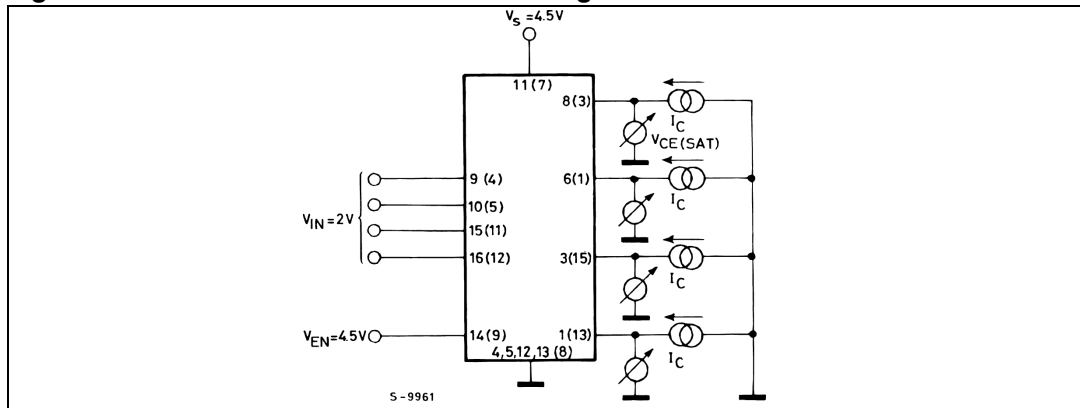 V_S =4.5V
11(7)
8(3)
I_C
V_CE(SAT)
9 (4)
6(1)
I_C
10(5)
V_IN=2V
15(11)
16(12)
3(15)
I_C
V_EN=4.5V
14(9)
1(13)
4,5,12,13(8)
I_C
S-9961